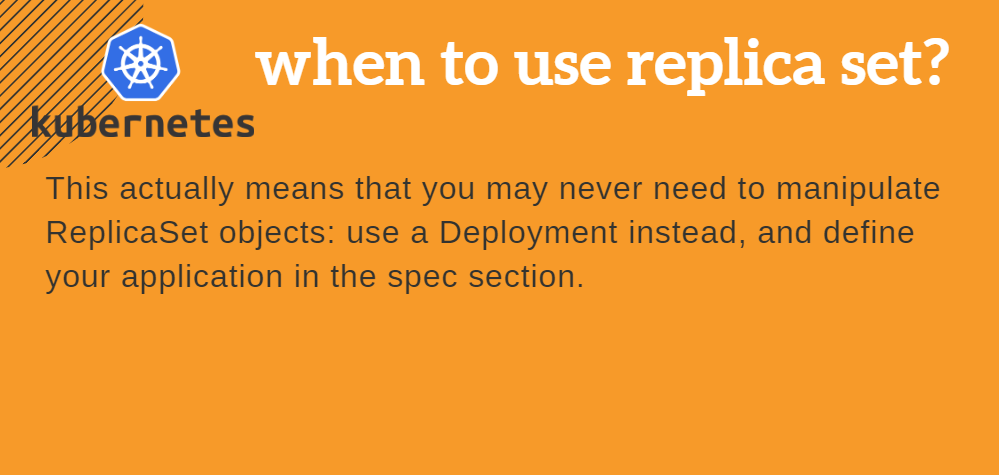 when to use replica set?
kubernetes
This actually means that you may never need to manipulate
ReplicaSet objects: use a Deployment instead, and define
your application in the spec section.